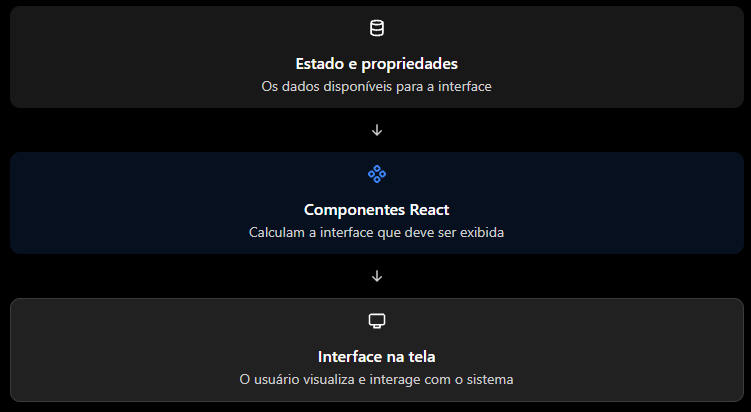 Estado e propriedades
Os dados disponíveis para a interface
Componentes React
Calculam a interface que deve ser exibida
Interface na tela
O usuário visualiza e interage com o sistema